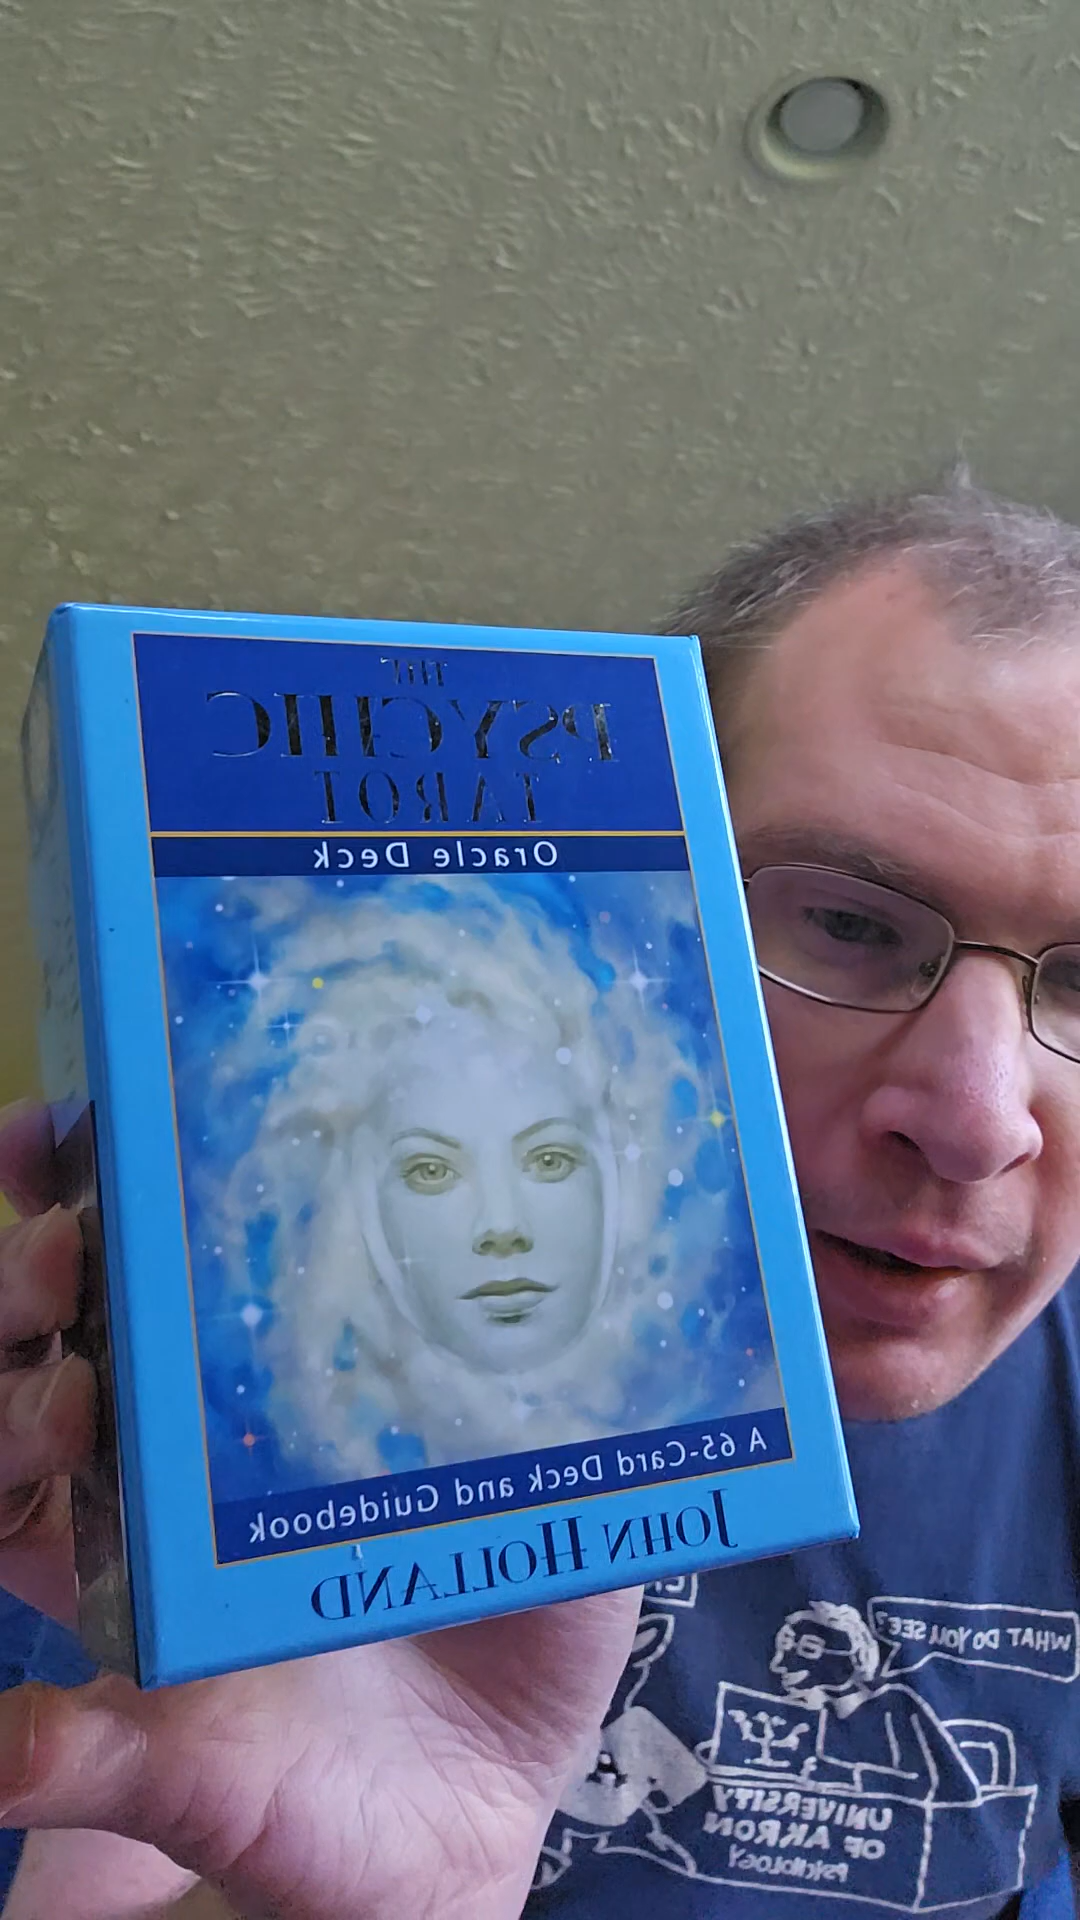 THE
PSYCHIC
TAROT
Oracle Deck
A 65-Card Deck and Guidebook
JOHN HOLLAND
WHAT DO YOU SEE?
UNIVERSITY
OF AKRON
PSYCHOLOGY